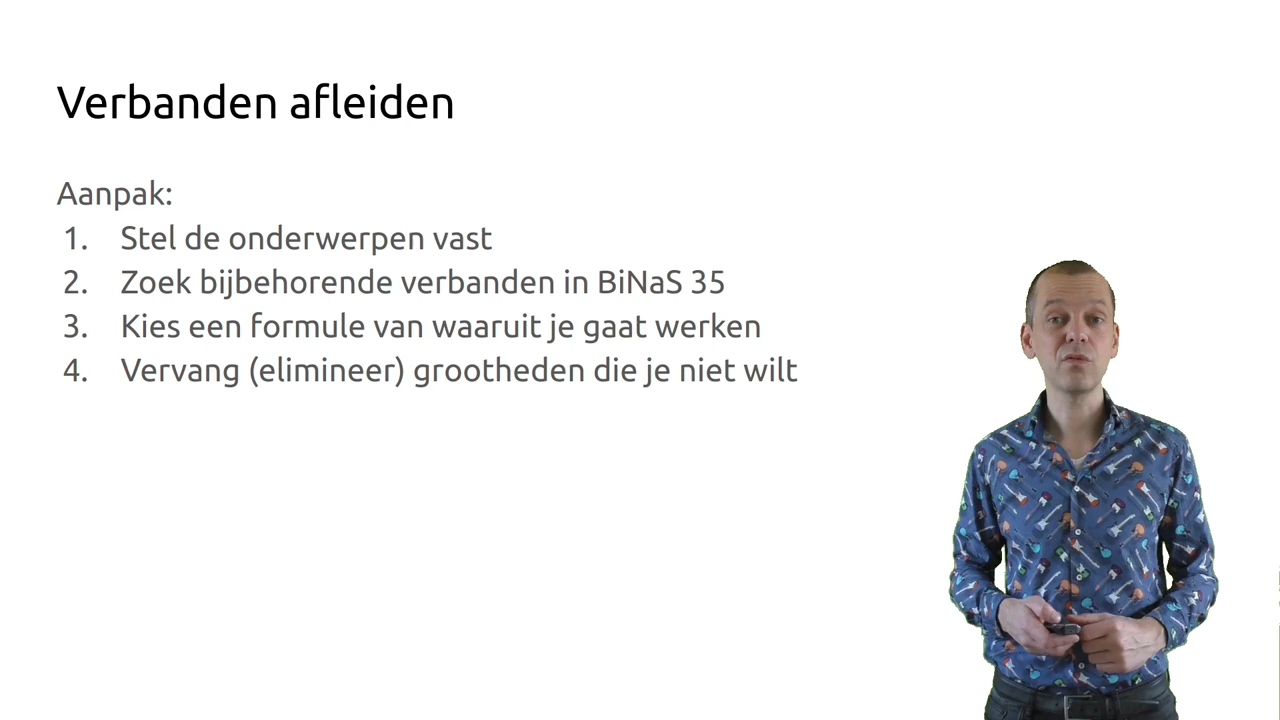 Verbanden afleiden
Aanpak:
1. Stel de onderwerpen vast
2. Zoek bijbehorende verbanden in BiNaS 35
3. Kies een formule van waaruit je gaat werken
4. Vervang (elimineer) grootheden die je niet wilt